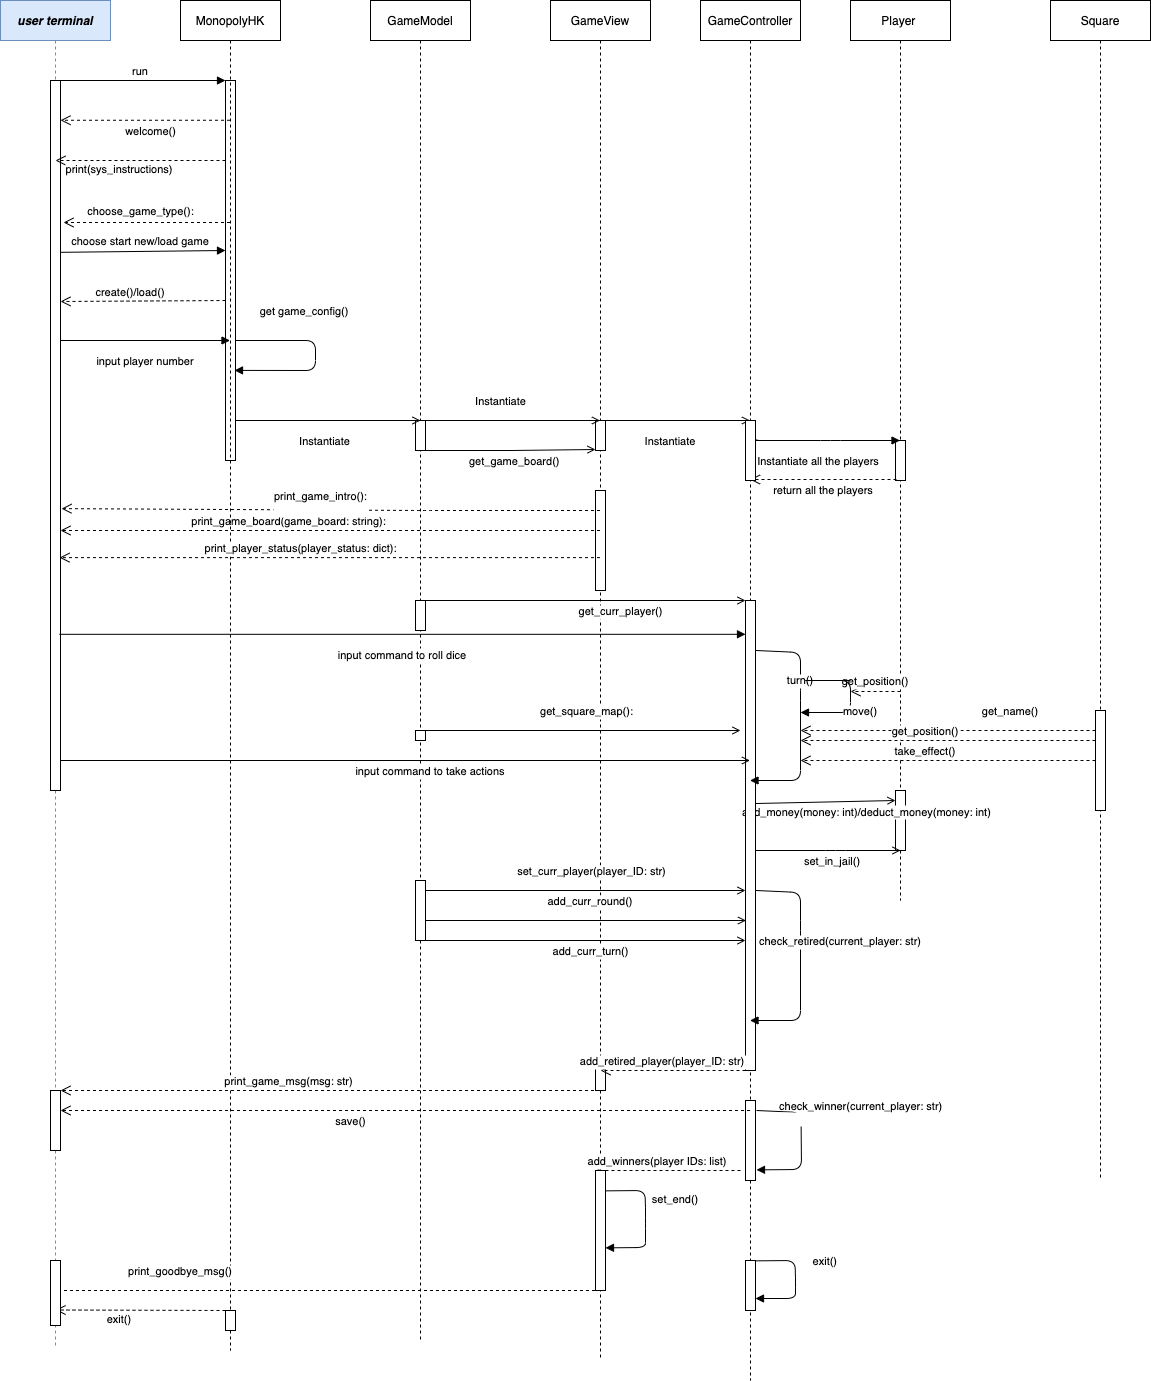 user terminal
MonopolyHK
GameModel
GameView
GameController
Player
Square
run
welcome()
print(sys_instructions)
choose_game_type():
choose start new/load game
create()/load()
get game_config()
input player number
Instantiate
Instantiate
Instantiate
get_game_board()
Instantiate all the players
return all the players
print_game_intro():
print_game_board(game_board: string):
print_player_status(player_status: dict):
get_curr_player()
input command to roll dice
turn()
get_position()
get_square_map():
move()
get_name()
get_position()
take_effect()
input command to take actions
add_money(money: int)/deduct_money(money: int)
set_in_jail()
set_curr_player(player_ID: str)
add_curr_round()
check_retired(current_player: str)
add_curr_turn()
add_retired_player(player_ID: str)
print_game_msg(msg: str)
check_winner(current_player: str)
save()
add_winners(player IDs: list)
set_end()
exit()
print_goodbye_msg()
exit()